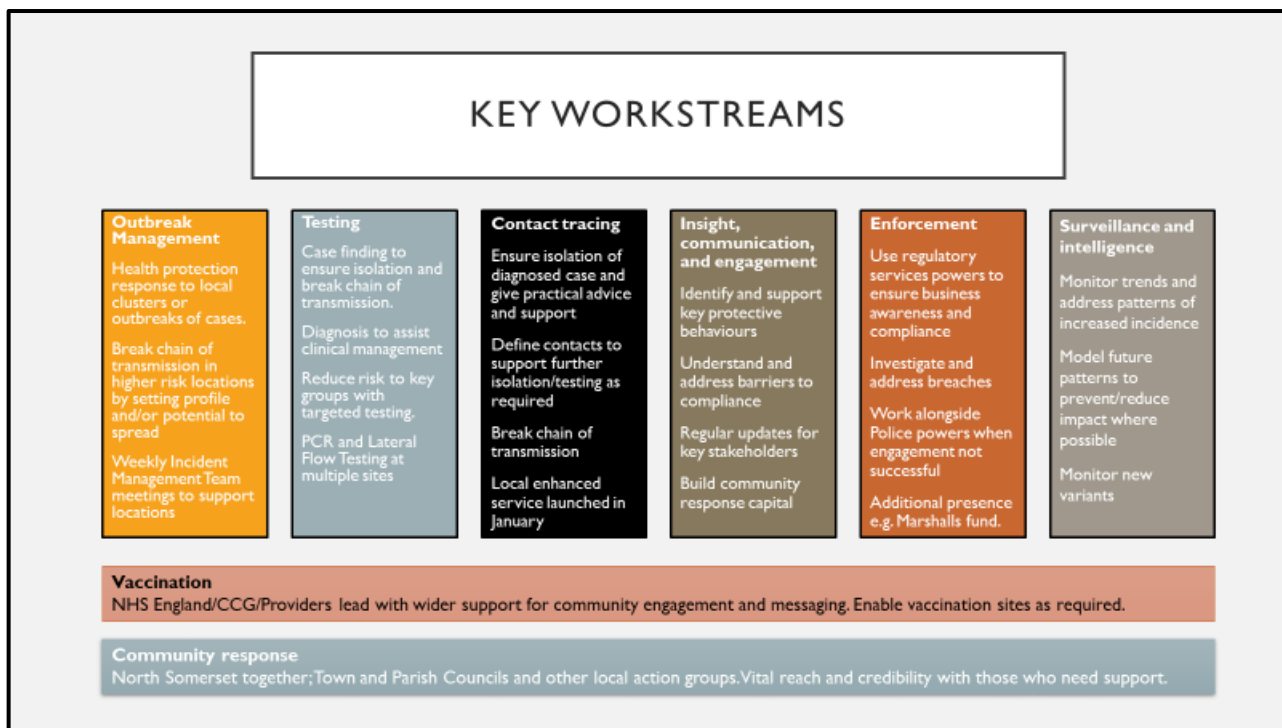 KEY WORKSTREAMS
Outbreak
Management
Health protection
response to local
clusters or
outbreaks of cases.
Break chain of
transmission in
higher risk locations
by setting profile
and/or potential to
spread
Weekly Incident
Management Team
meetings to support
locations
Testing
Case finding to
ensure isolation and
break chain of
transmission.
Diagnosis to assist
clinical management
Reduce risk to key
groups with
targeted testing.
PCR and Lateral
Flow Testing at
multiple sites
Contact tracing
Ensure isolation of
diagnosed case and
give practical advice
and support
Define contacts to
support further
isolation/testing as
required
Break chain of
transmission
Local enhanced
service launched in
January
Insight,
communication,
and engagement
Identify and support
key protective
behaviours
Understand and
address barriers to
compliance
Regular updates for
key stakeholders
Build community
response capital
Enforcement
Use regulatory
services powers to
ensure business
awareness and
compliance
Investigate and
address breaches
Work alongside
Police powers when
engagement not
successful
Additional presence
e.g. Marshalls fund.
Surveillance and
intelligence
Monitor trends and
address patterns of
increased incidence
Model future
patterns to
prevent/reduce
impact where
possible
Monitor new
variants
Vaccination
NHS England/CCG/Providers lead with wider support for community engagement and messaging. Enable vaccination sites as required.
Community response
North Somerset together; Town and Parish Councils and other local action groups. Vital reach and credibility with those who need support.